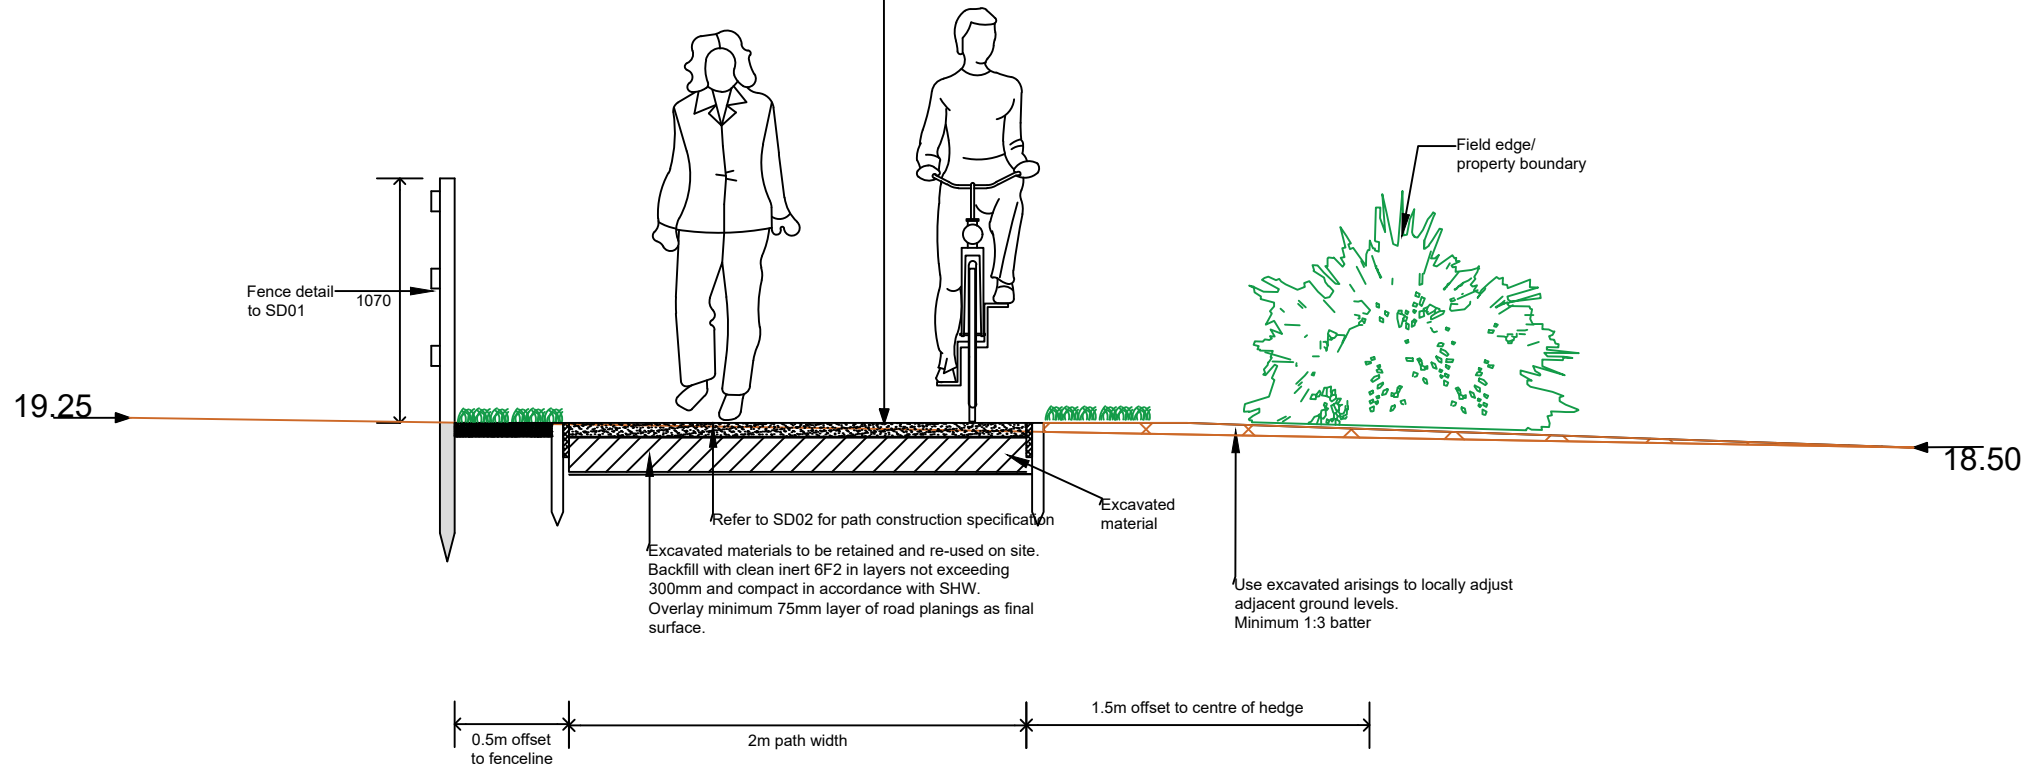 Field edge/
property boundary
Fence detail
to SD01
1070
19.25
18.50
Excavated
material
Refer to SD02 for path construction specification
Excavated materials to be retained and re-used on site.
Backfill with clean inert 6F2 in layers not exceeding
300mm and compact in accordance with SHW.
Overlay minimum 75mm layer of road planings as final
surface.
Use excavated arisings to locally adjust
adjacent ground levels.
Minimum 1:3 batter
0.5m offset
to fenceline
2m path width
1.5m offset to centre of hedge